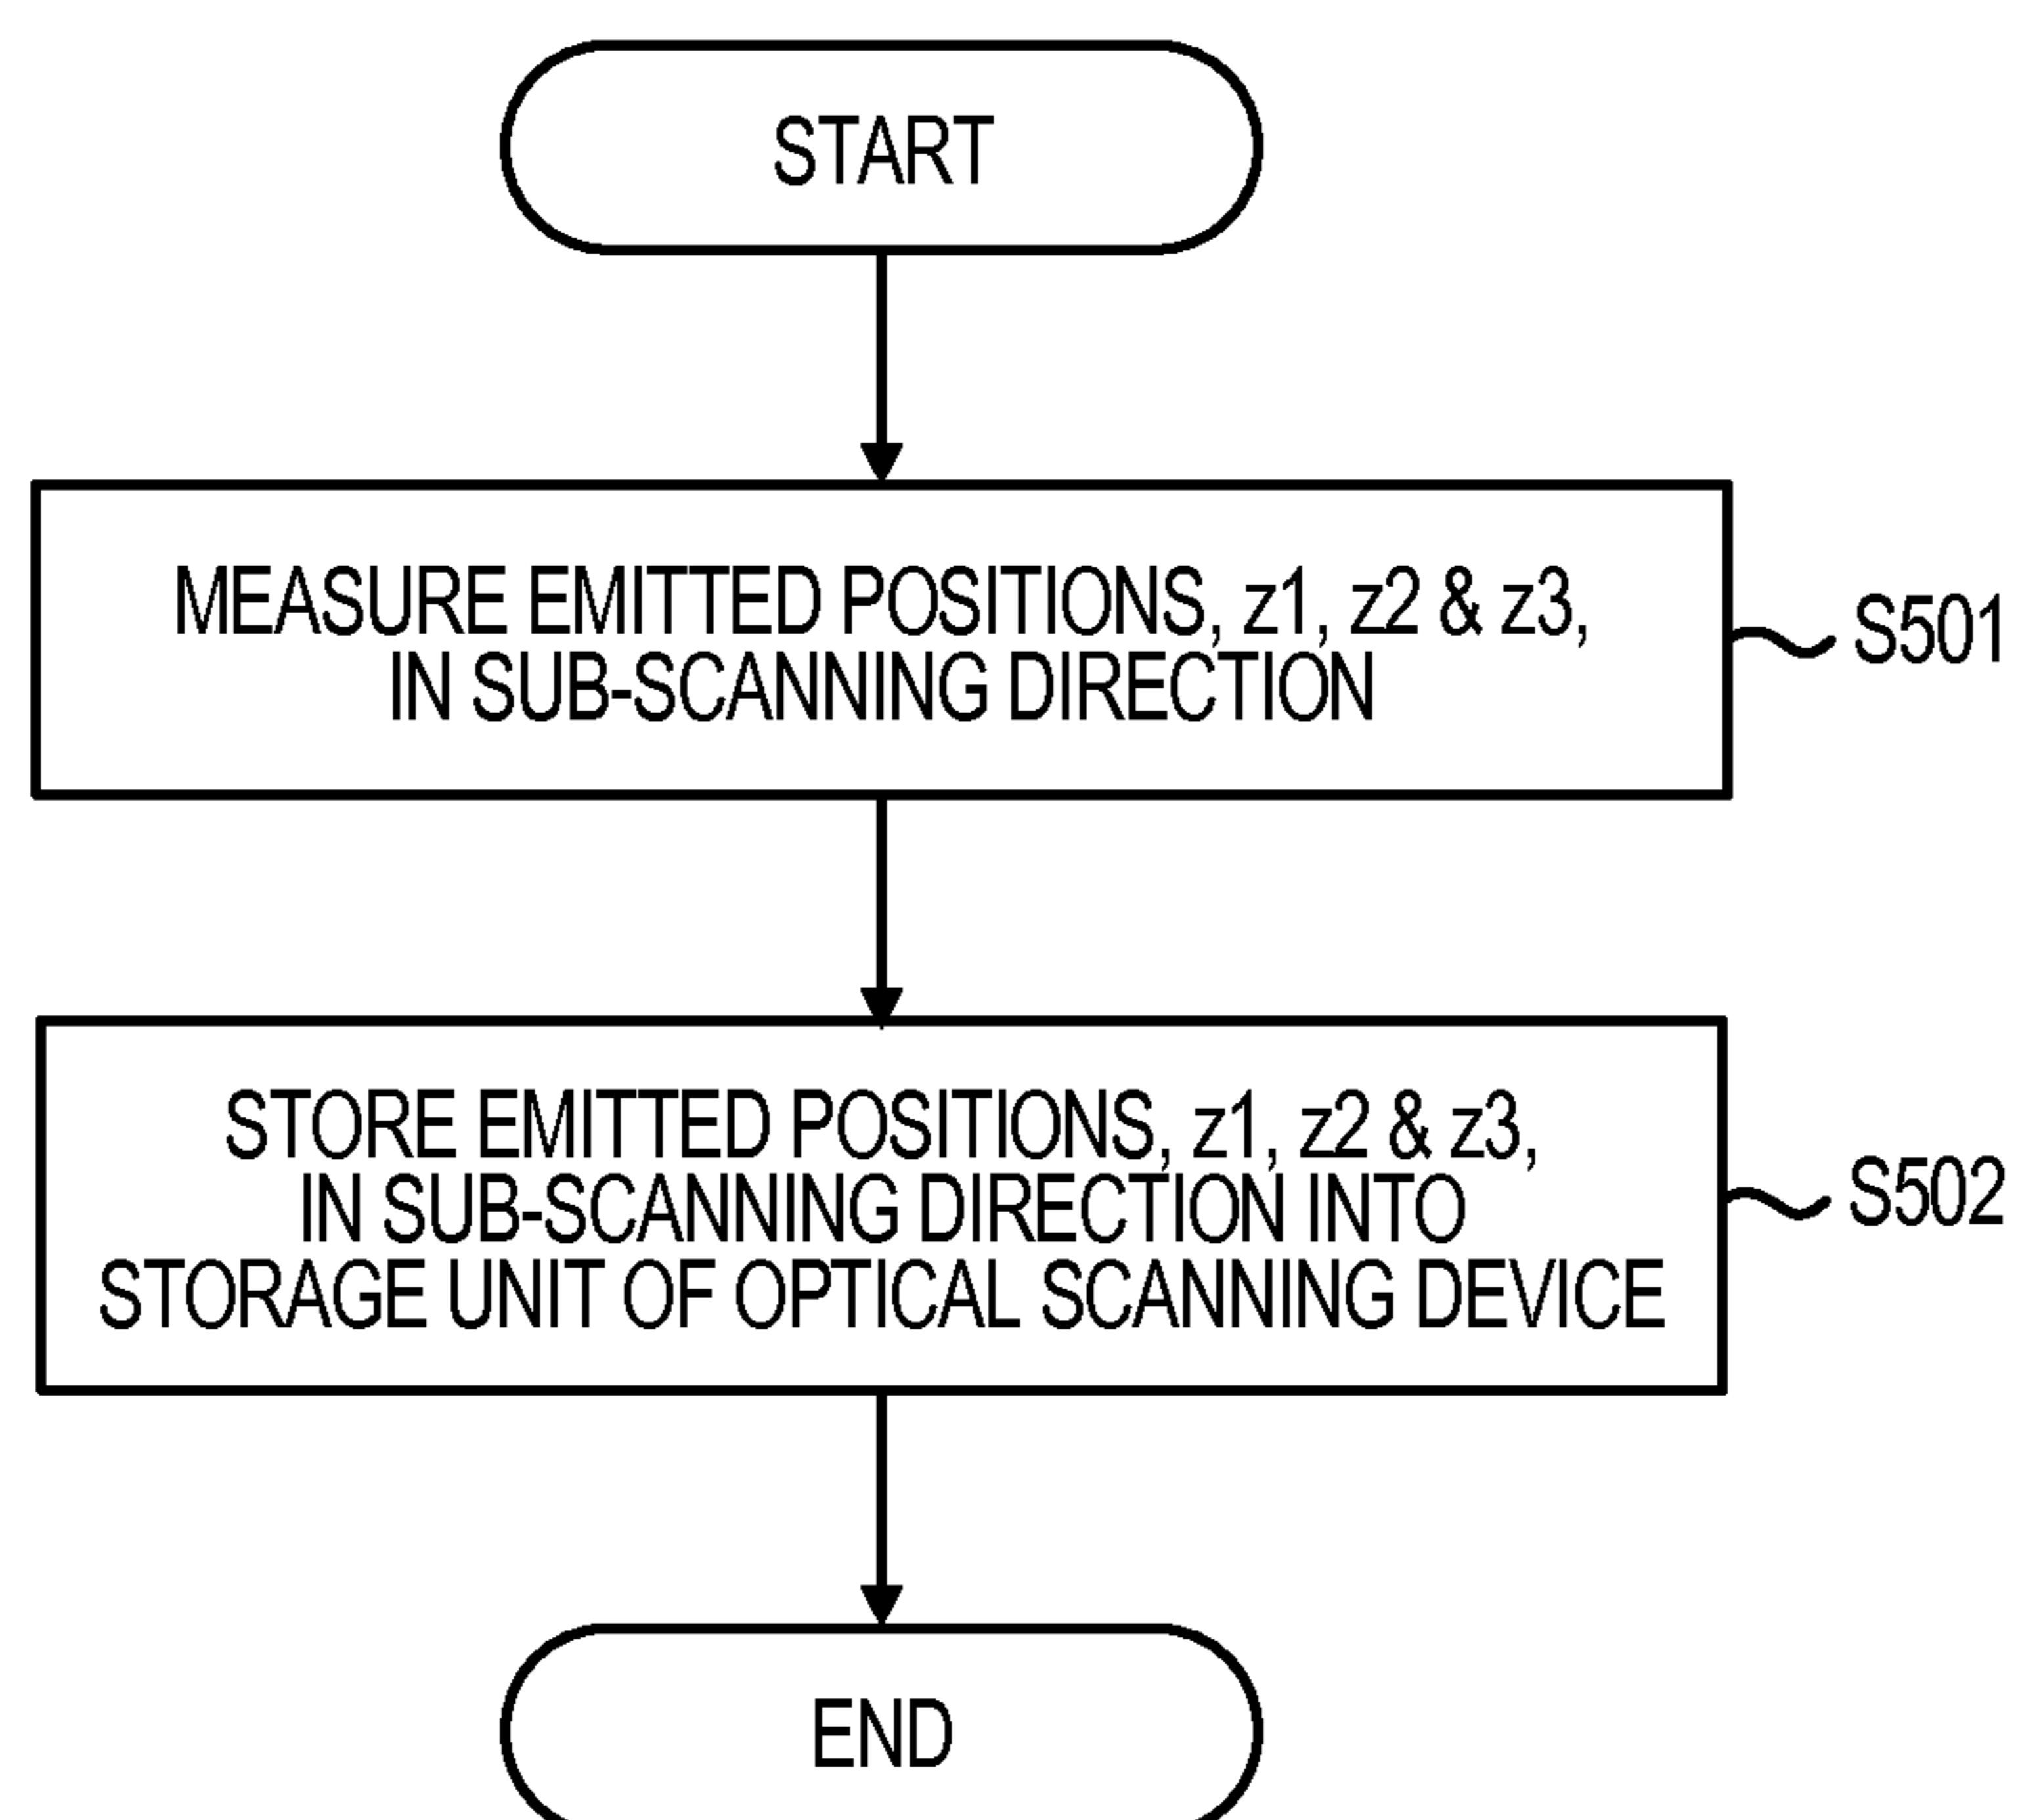 START
MEASURE EMITTED POSITIONS, z1, z2 & z3,
IN SUB-SCANNING DIRECTION
S501
STORE EMITTED POSITIONS, z1, z2 & z3,
IN SUB-SCANNING DIRECTION INTO
STORAGE UNIT OF OPTICAL SCANNING DEVICE
S502
END